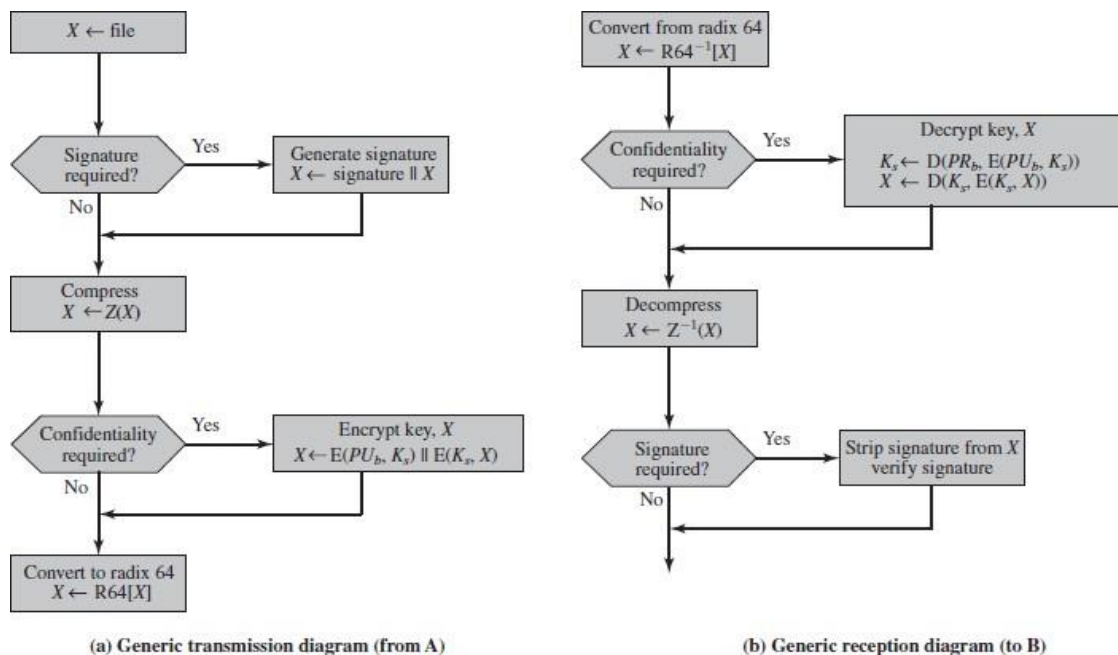 X ← file
Signature
required?
Yes
No
Generate signature
X ← signature || X
Compress
X ← Z(X)
Confidentiality
required?
Yes
No
Encrypt key, X
X ← E(PU_b, K_s) || E(K_s, X)
Convert to radix 64
X ← R64[X]
(a) Generic transmission diagram (from A)
Convert from radix 64
X ← R64⁻¹[X]
Confidentiality
required?
Yes
No
Decrypt key, X
K_s ← D(PR_b, E(PU_b, K_s))
X ← D(K_s, E(K_s, X))
Decompress
X ← Z⁻¹(X)
Signature
required?
Yes
No
Strip signature from X
verify signature
(b) Generic reception diagram (to B)